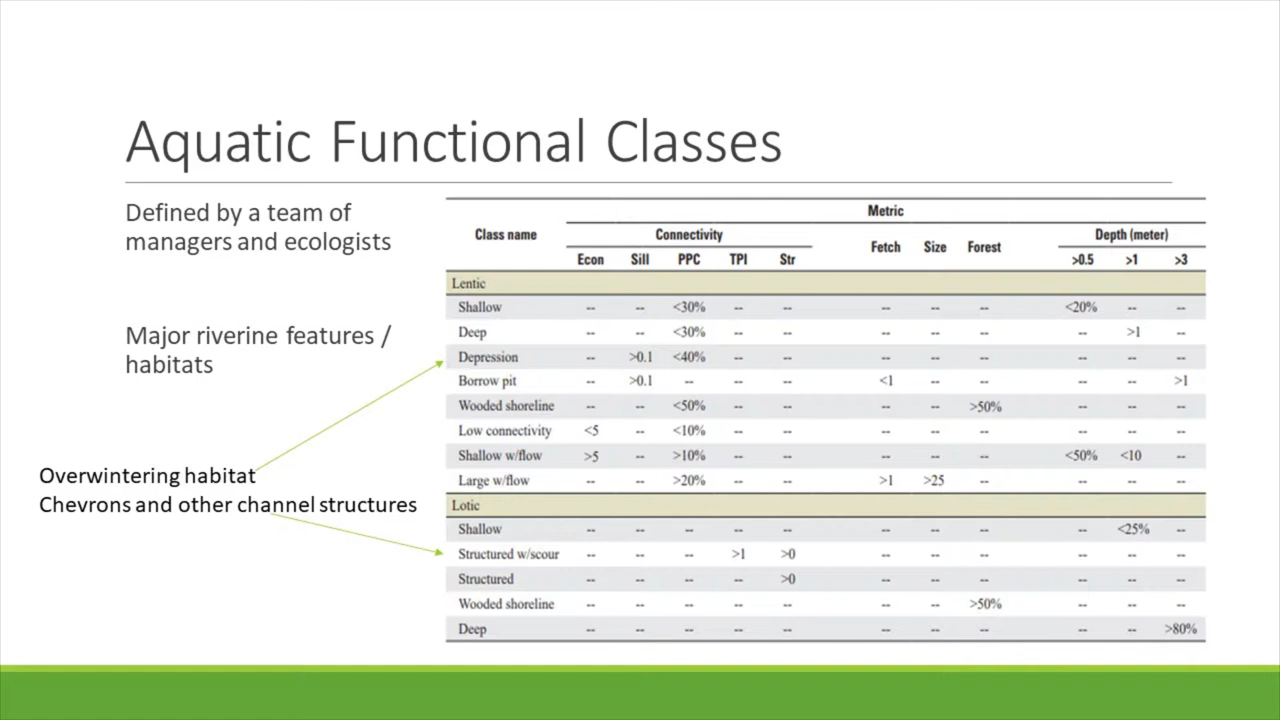 Aquatic Functional Classes
Defined by a team of
managers and ecologists
Major riverine features /
habitats
Overwintering habitat
Chevrons and other channel structures
Metric
Class name Connectivity Fetch Size Forest Depth (meter)
Econ Sill PPC TPI Str >0.5 >1 >3
Lentic
Shallow -- -- <30% -- -- -- -- -- <20% -- --
Deep -- -- <30% -- -- -- -- -- -- >1 --
Depression -- >0.1 <40% -- -- -- -- -- -- -- --
Borrow pit -- >0.1 -- -- -- <1 -- -- -- -- >1
Wooded shoreline -- -- <50% -- -- -- -- >50% -- -- --
Low connectivity <5 -- <10% -- -- -- -- -- -- -- --
Shallow w/flow >5 -- >10% -- -- -- -- -- <50% <10 --
Large w/flow -- -- >20% -- -- >1 >25 -- -- -- --
Lotic
Shallow -- -- -- -- -- -- -- -- -- <25% --
Structured w/scour -- -- -- >1 >0 -- -- -- -- -- --
Structured -- -- -- -- >0 -- -- -- -- -- --
Wooded shoreline -- -- -- -- -- -- -- >50% -- -- --
Deep -- -- -- -- -- -- -- -- -- -- >80%